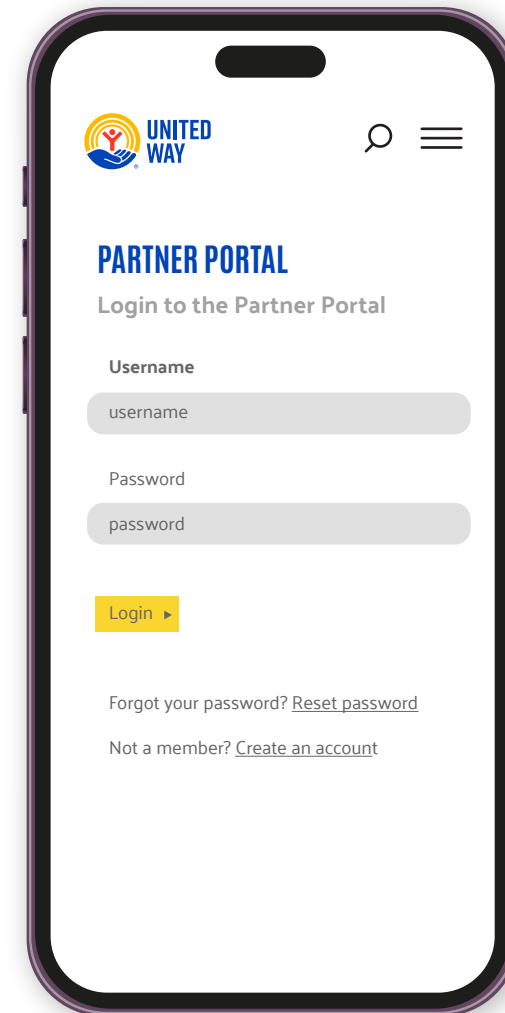 UNITED
WAY
PARTNER PORTAL
Login to the Partner Portal
Username
username
Password
password
Login ▸
Forgot your password? Reset password
Not a member? Create an account